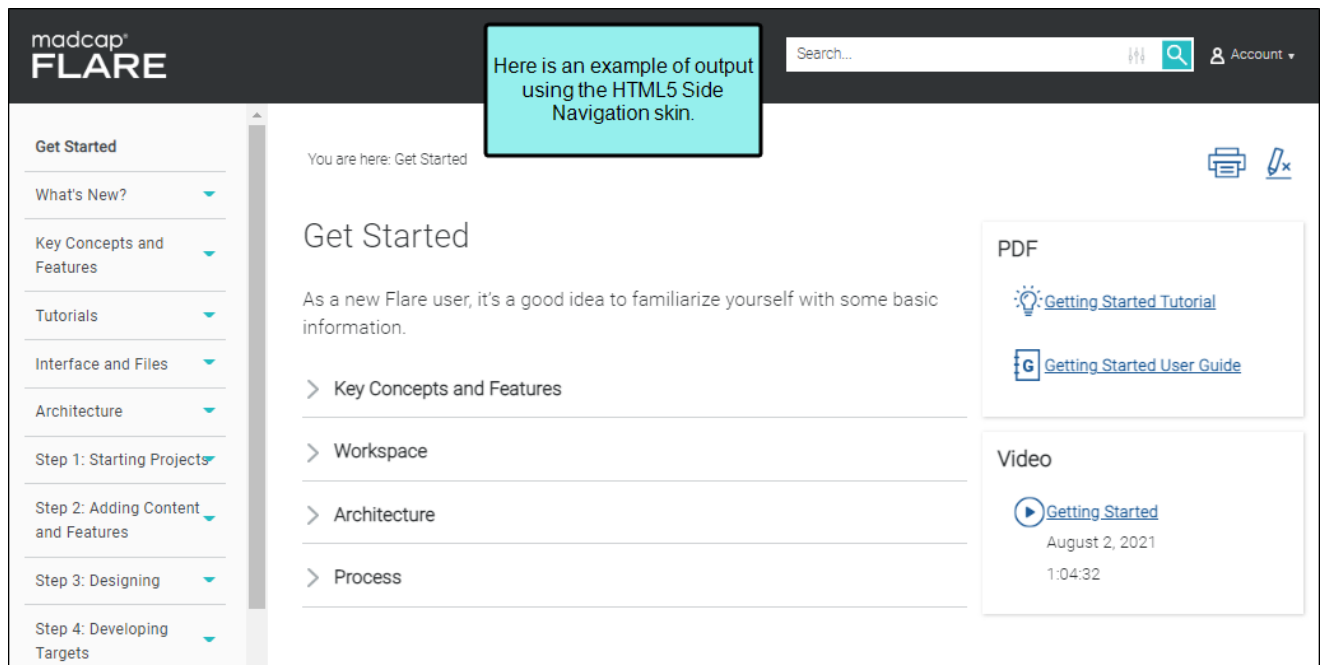 madcap®
FLARE
Here is an example of output
using the HTML5 Side
Navigation skin.
Search...
Account
Get Started
What's New?
Key Concepts and
Features
Tutorials
Interface and Files
Architecture
Step 1: Starting Projects
Step 2: Adding Content
and Features
Step 3: Designing
Step 4: Developing
Targets
You are here: Get Started
Get Started
As a new Flare user, it's a good idea to familiarize yourself with some basic
information.
Key Concepts and Features
Workspace
Architecture
Process
PDF
Getting Started Tutorial
G Getting Started User Guide
Video
Getting Started
August 2, 2021
1:04:32